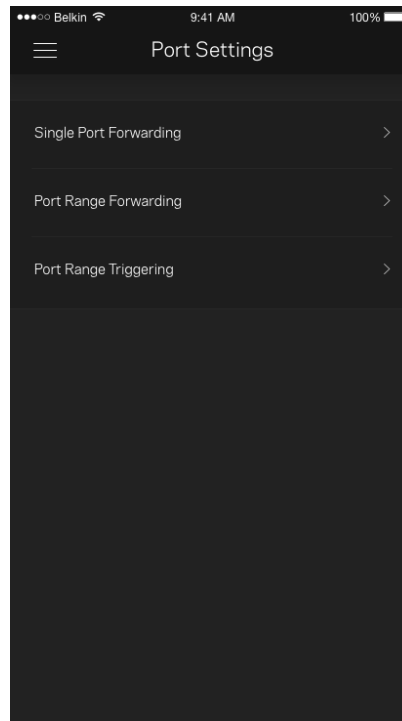 Belkin 9:41 AM 100%
Port Settings
Single Port Forwarding
Port Range Forwarding
Port Range Triggering